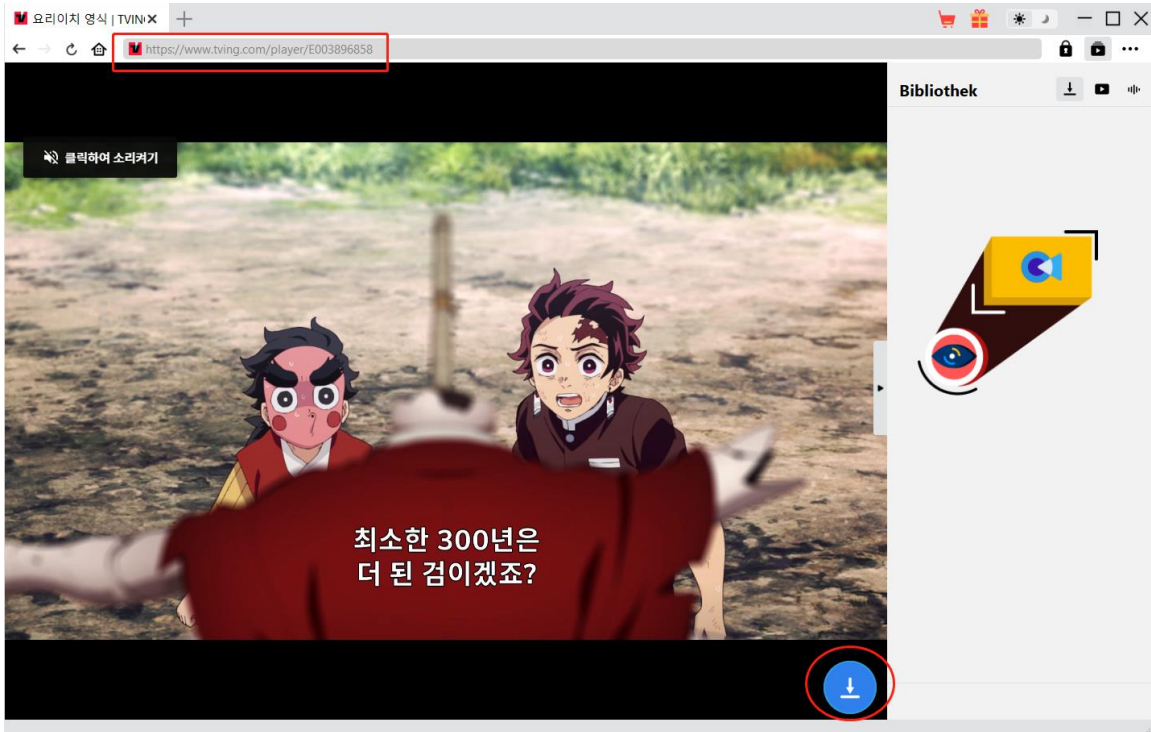 요리이치 영식 | TVING
https://www.tving.com/player/E003896858
Bibliothek
클릭하여 소리켜기
최소한 300년은
더 된 검이겠죠?